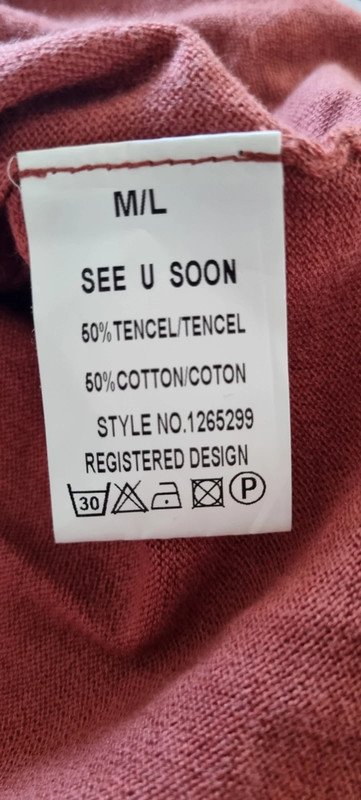 M/L
SEE U SOON
50%TENCEL/TENCEL
50%COTTON/COTON
STYLE NO.1265299
REGISTERED DESIGN
30 P